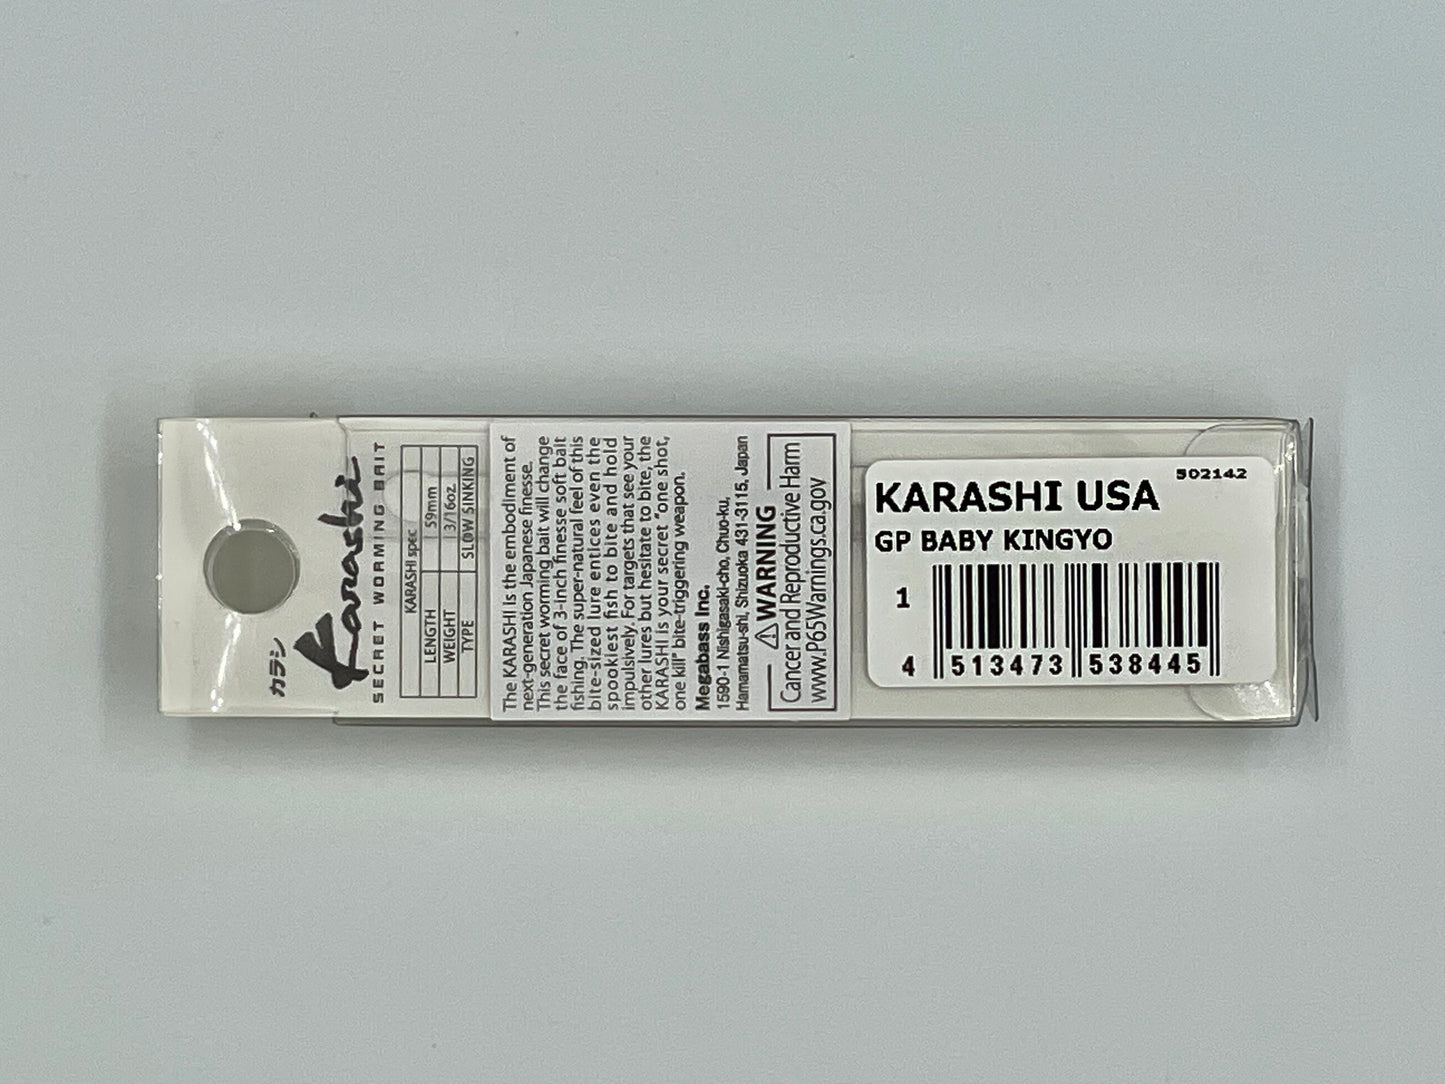 カラシ
Karashi
SECRET WORMING BAIT
KARASHI spec
LENGTH 59mm
WEIGHT 3/16oz.
TYPE SLOW SINKING
The KARASHI is the embodiment of
next-generation Japanese finesse.
This secret worming bait will change
the face of 3-inch finesse soft bait
fishing. The super-natural feel of this
bite-sized lure entices even the
spookiest fish to bite and hold
impulsively. For targets that see your
other lures but hesitate to bite, the
KARASHI is your secret "one shot,
one kill" bite-triggering weapon.
Megabass Inc.
1590-1 Nishigasaki-cho, Chuo-ku,
Hamamatsu-shi, Shizuoka 431-3115, Japan
⚠WARNING
Cancer and Reproductive Harm
www.P65Warnings.ca.gov
502142
KARASHI USA
GP BABY KINGYO
1
4 513473 538445